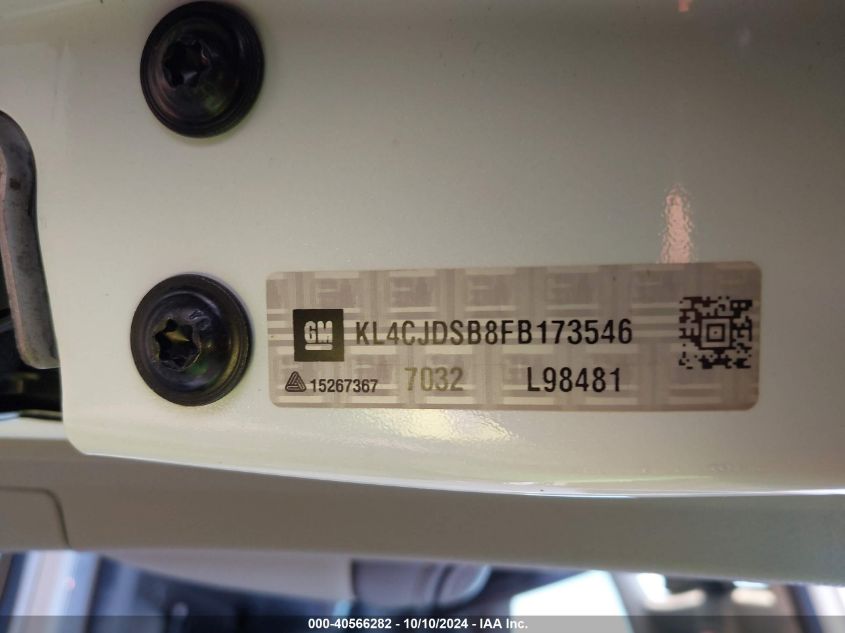 GM KL4CJDSB8FB173546
15267367 7032 L98481
000-40566282 - 10/10/2024 - IAA Inc.